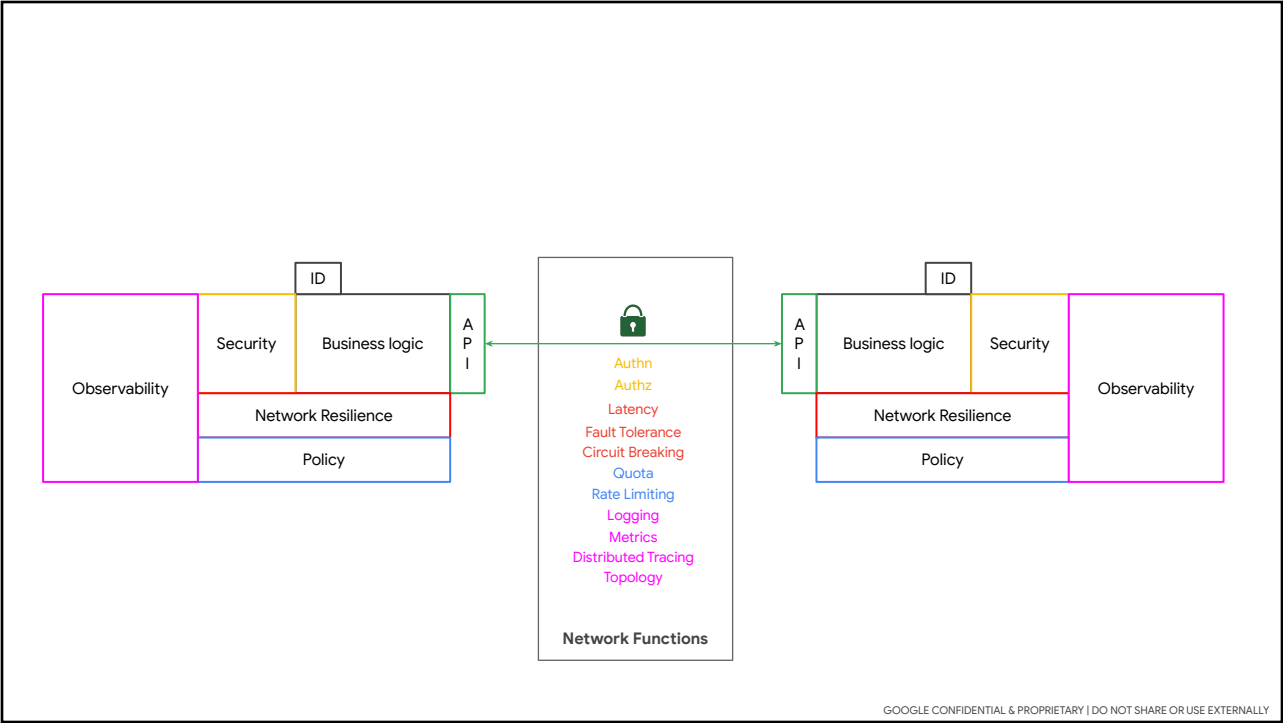 ID
Observability
Security
Business logic
A
P
I
Network Resilience
Policy
Authn
Authz
Latency
Fault Tolerance
Circuit Breaking
Quota
Rate Limiting
Logging
Metrics
Distributed Tracing
Topology
Network Functions
ID
A
P
I
Business logic
Security
Observability
Network Resilience
Policy
GOOGLE CONFIDENTIAL & PROPRIETARY | DO NOT SHARE OR USE EXTERNALLY